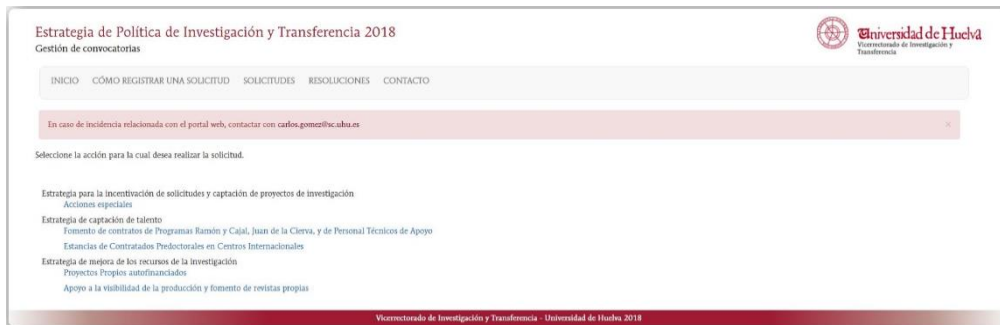 Estrategia de Política de Investigación y Transferencia 2018
Gestión de convocatorias
Universidad de Huelva
Vicerrectorado de Investigación y
Transferencia
INICIO CÓMO REGISTRAR UNA SOLICITUD SOLICITUDES RESOLUCIONES CONTACTO
En caso de incidencia relacionada con el portal web, contactar con carlos.gomez@sc.uhu.es ×
Seleccione la acción para la cual desea realizar la solicitud.
Estrategia para la incentivación de solicitudes y captación de proyectos de investigación
Acciones especiales
Estrategia de captación de talento
Fomento de contratos de Programas Ramón y Cajal, Juan de la Cierva, y de Personal Técnicos de Apoyo
Estancias de Contratados Predoctorales en Centros Internacionales
Estrategia de mejora de los recursos de la investigación
Proyectos Propios autofinanciados
Apoyo a la visibilidad de la producción y fomento de revistas propias
Vicerrectorado de Investigación y Transferencia - Universidad de Huelva 2018